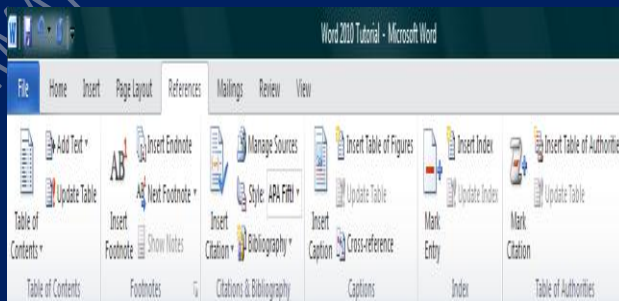 Word 2010 Tutorial - Microsoft Word
File Home Insert Page Layout References Mailings Review View
Table of Contents
Add Text
Update Table
Table of Contents
AB1
Insert Footnote
Insert Endnote
Next Footnote
Show Notes
Footnotes
Insert Citation
Manage Sources
Style: APA Fifth
Bibliography
Citations & Bibliography
Insert Caption
Insert Table of Figures
Update Table
Cross-reference
Captions
Mark Entry
Insert Index
Update Index
Index
Mark Citation
Insert Table of Authoritie
Update Table
Table of Authorities